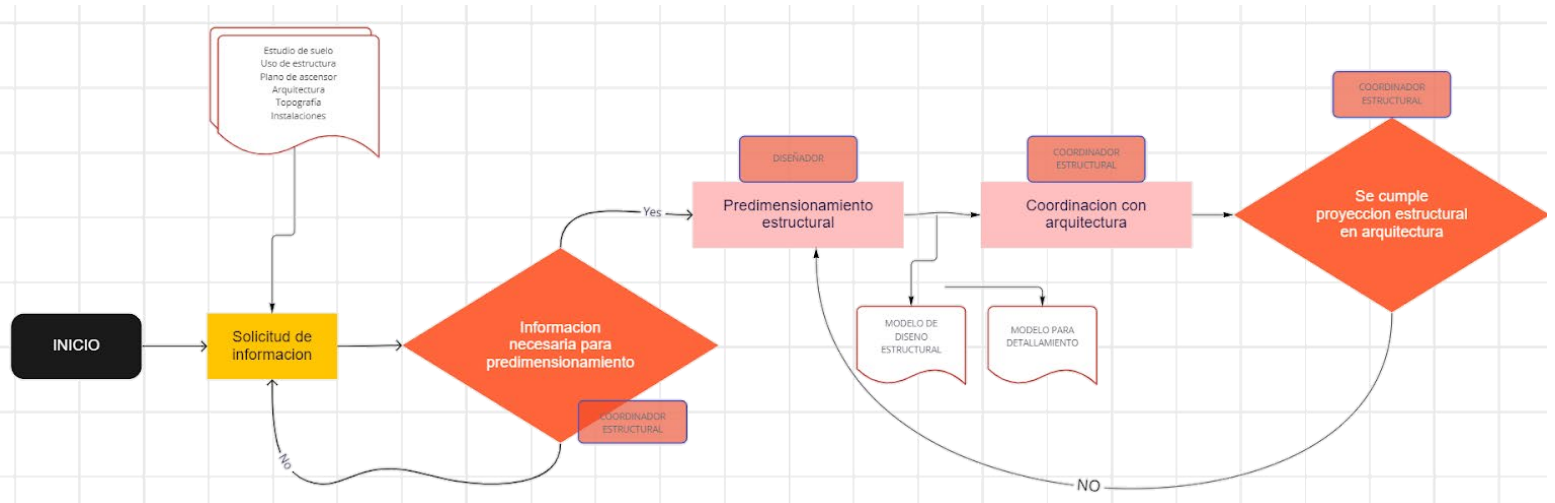 Estudio de suelo
Uso de estructura
Plano de ascensor
Arquitectura
Topografía
Instalaciones
INICIO
Solicitud de
informacion
Informacion
necesaria para
predimensionamiento
COORDINADOR
ESTRUCTURAL
No
Yes
DISEÑADOR
Predimensionamiento
estructural
MODELO DE
DISENO
ESTRUCTURAL
MODELO PARA
DETALLAMIENTO
COORDINADOR
ESTRUCTURAL
Coordinacion con
arquitectura
COORDINADOR
ESTRUCTURAL
Se cumple
proyeccion estructural
en arquitectura
NO